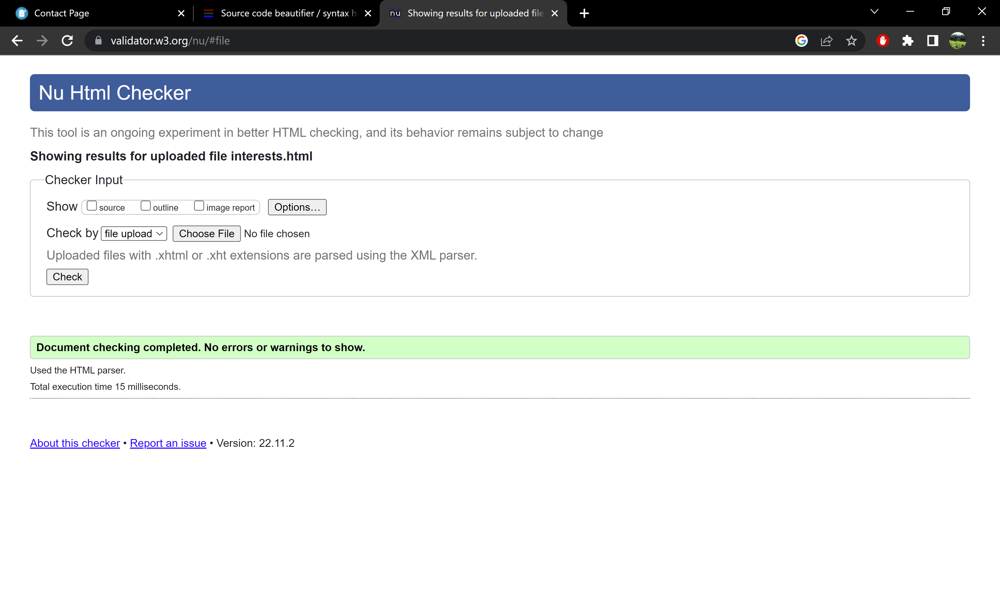 Contact Page
Source code beautifier / syntax hi
nu Showing results for uploaded file
validator.w3.org/nu/#file
Nu Html Checker
This tool is an ongoing experiment in better HTML checking, and its behavior remains subject to change
Showing results for uploaded file interests.html
Checker Input
Show source outline image report Options...
Check by file upload Choose File No file chosen
Uploaded files with .xhtml or .xht extensions are parsed using the XML parser.
Check
Document checking completed. No errors or warnings to show.
Used the HTML parser.
Total execution time 15 milliseconds.
About this checker • Report an issue • Version: 22.11.2